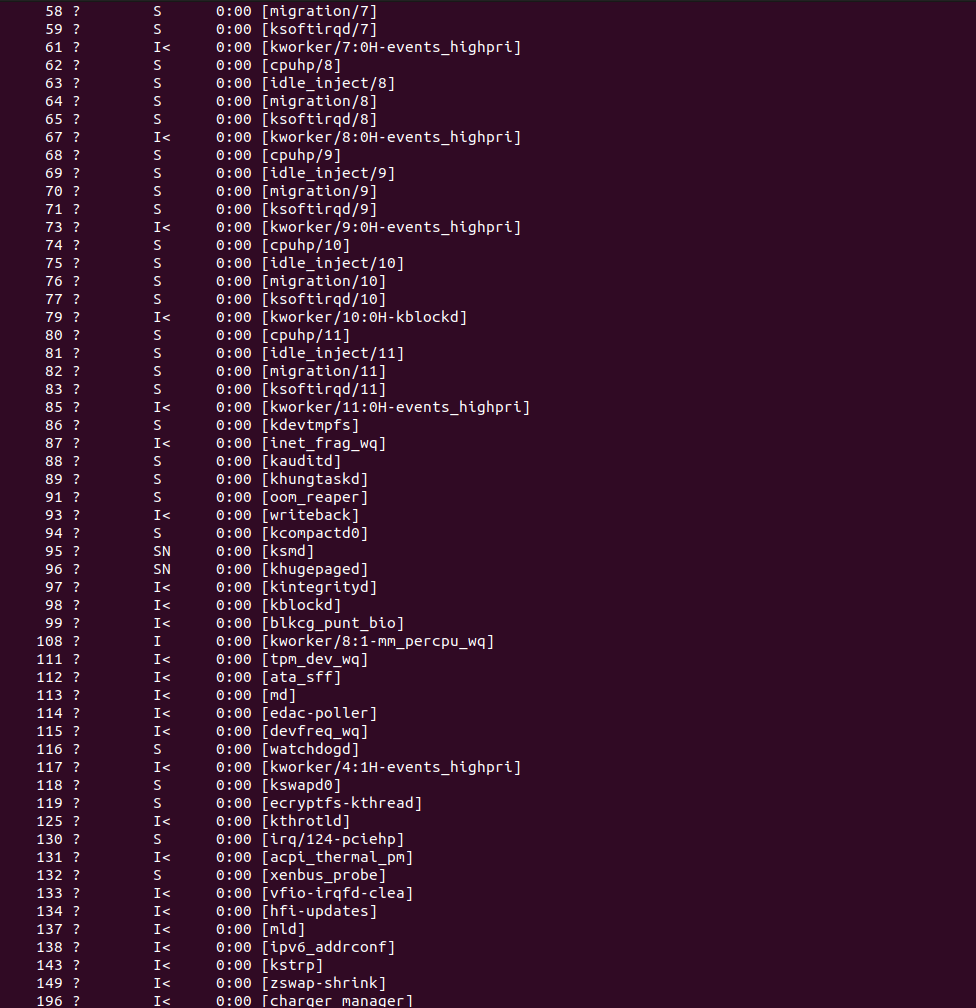 58 ?        S      0:00 [migration/7]
59 ?        S      0:00 [ksoftirqd/7]
61 ?        I<     0:00 [kworker/7:0H-events_highpri]
62 ?        S      0:00 [cpuhp/8]
63 ?        S      0:00 [idle_inject/8]
64 ?        S      0:00 [migration/8]
65 ?        S      0:00 [ksoftirqd/8]
67 ?        I<     0:00 [kworker/8:0H-events_highpri]
68 ?        S      0:00 [cpuhp/9]
69 ?        S      0:00 [idle_inject/9]
70 ?        S      0:00 [migration/9]
71 ?        S      0:00 [ksoftirqd/9]
73 ?        I<     0:00 [kworker/9:0H-events_highpri]
74 ?        S      0:00 [cpuhp/10]
75 ?        S      0:00 [idle_inject/10]
76 ?        S      0:00 [migration/10]
77 ?        S      0:00 [ksoftirqd/10]
79 ?        I<     0:00 [kworker/10:0H-kblockd]
80 ?        S      0:00 [cpuhp/11]
81 ?        S      0:00 [idle_inject/11]
82 ?        S      0:00 [migration/11]
83 ?        S      0:00 [ksoftirqd/11]
85 ?        I<     0:00 [kworker/11:0H-events_highpri]
86 ?        S      0:00 [kdevtmpfs]
87 ?        I<     0:00 [inet_frag_wq]
88 ?        S      0:00 [kauditd]
89 ?        S      0:00 [khungtaskd]
91 ?        S      0:00 [oom_reaper]
93 ?        I<     0:00 [writeback]
94 ?        S      0:00 [kcompactd0]
95 ?        SN     0:00 [ksmd]
96 ?        SN     0:00 [khugepaged]
97 ?        I<     0:00 [kintegrityd]
98 ?        I<     0:00 [kblockd]
99 ?        I<     0:00 [blkcg_punt_bio]
108 ?        I      0:00 [kworker/8:1-mm_percpu_wq]
111 ?        I<     0:00 [tpm_dev_wq]
112 ?        I<     0:00 [ata_sff]
113 ?        I<     0:00 [md]
114 ?        I<     0:00 [edac-poller]
115 ?        I<     0:00 [devfreq_wq]
116 ?        S      0:00 [watchdogd]
117 ?        I<     0:00 [kworker/4:1H-events_highpri]
118 ?        S      0:00 [kswapd0]
119 ?        S      0:00 [ecryptfs-kthread]
125 ?        I<     0:00 [kthrotld]
130 ?        S      0:00 [irq/124-pciehp]
131 ?        I<     0:00 [acpi_thermal_pm]
132 ?        S      0:00 [xenbus_probe]
133 ?        I<     0:00 [vfio-irqfd-clea]
134 ?        I<     0:00 [hfi-updates]
137 ?        I<     0:00 [mld]
138 ?        I<     0:00 [ipv6_addrconf]
143 ?        I<     0:00 [kstrp]
149 ?        I<     0:00 [zswap-shrink]
196 ?        I<     0:00 [charger_manager]